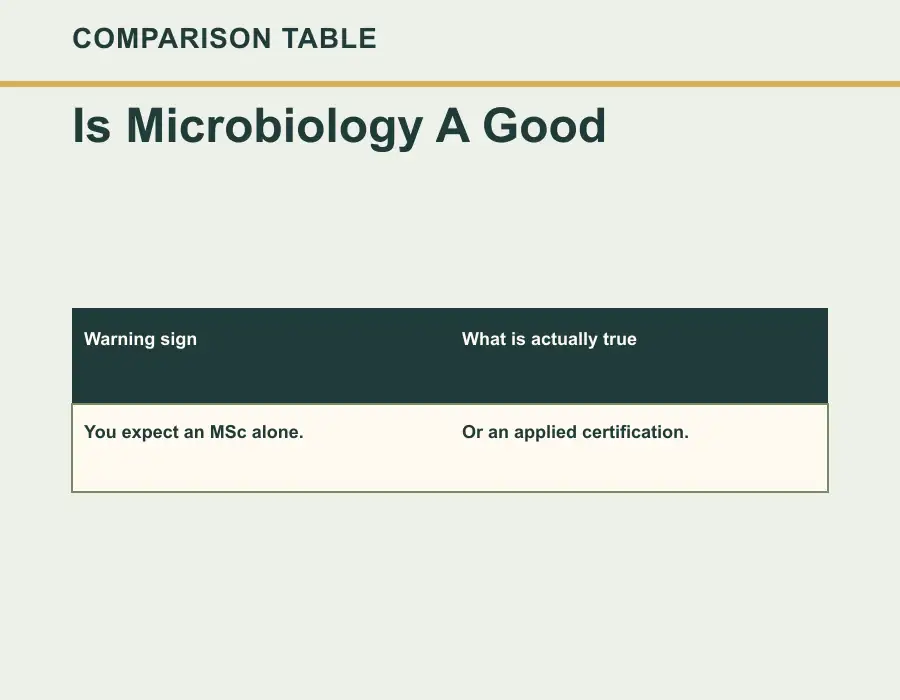 COMPARISON TABLE
Is Microbiology A Good
Warning sign
What is actually true
You expect an MSc alone.
Or an applied certification.